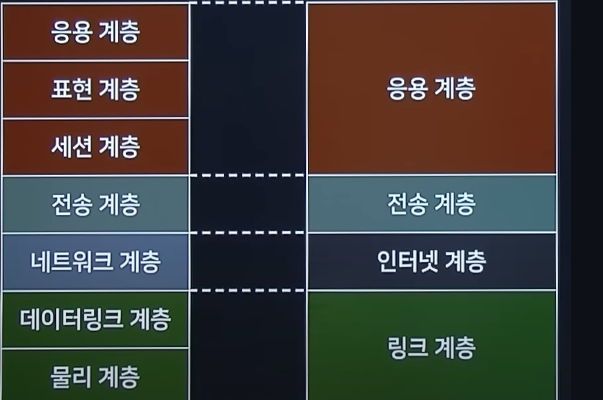 응용 계층
표현 계층
세션 계층
전송 계층
네트워크 계층
데이터링크 계층
물리 계층
응용 계층
전송 계층
인터넷 계층
링크 계층